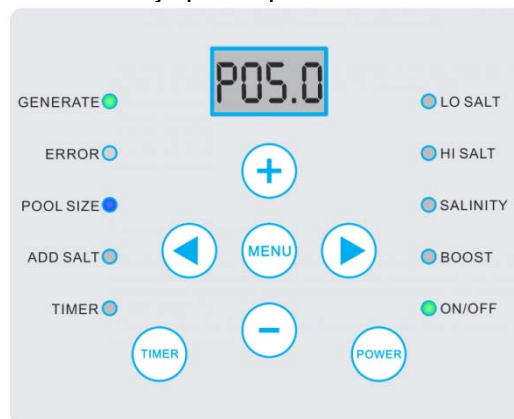 P05.0
GENERATE
ERROR
POOL SIZE
ADD SALT
TIMER
LO SALT
HI SALT
SALINITY
BOOST
ON/OFF
+
MENU
−
TIMER
POWER